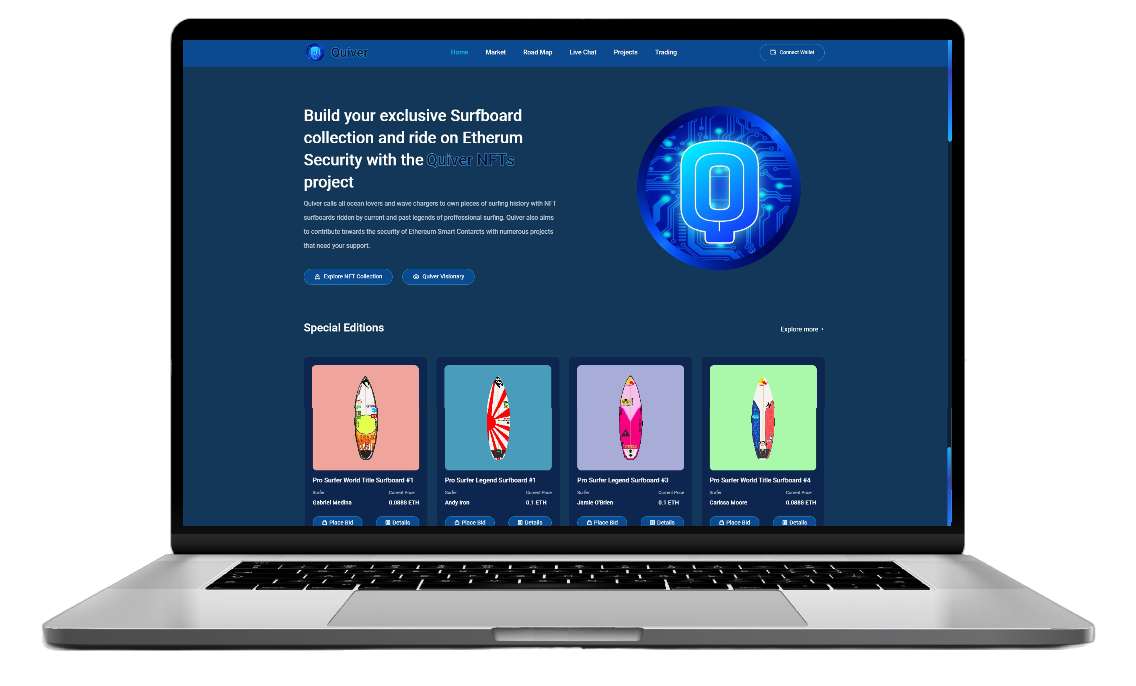 Quiver
Home Market Road Map Live Chat Projects Trading
Connect Wallet
Build your exclusive Surfboard
collection and ride on Etherum
Security with the Quiver NFTs
project
Quiver calls all ocean lovers and wave chargers to own pieces of surfing history with NFT
surfboards ridden by current and past legends of proffessional surfing. Quiver also aims
to contribute towards the security of Ethereum Smart Contarcts with numerous projects
that need your support.
Explore NFT Collection Quiver Visionary
Q
Special Editions
Explore more
Pro Surfer World Title Surfboard #1
Surfer Current Price
Gabriel Medina 0.0888 ETH
Place Bid Details
Pro Surfer Legend Surfboard #1
Surfer Current Price
Andy Iron 0.1 ETH
Place Bid Details
Pro Surfer Legend Surfboard #3
Surfer Current Price
Jamie O'Brien 0.1 ETH
Place Bid Details
Pro Surfer World Title Surfboard #4
Surfer Current Price
Carissa Moore 0.0888 ETH
Place Bid Details